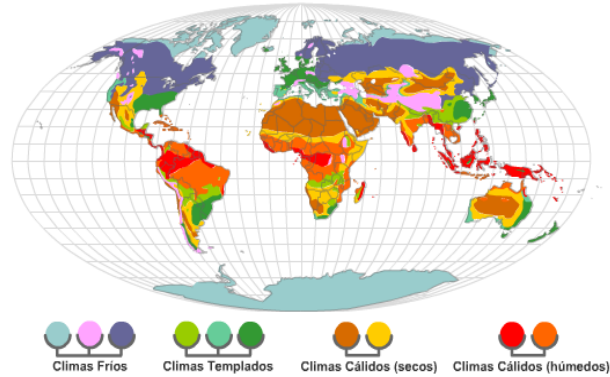 Climas Fríos
Climas Templados
Climas Cálidos (secos)
Climas Cálidos (húmedos)